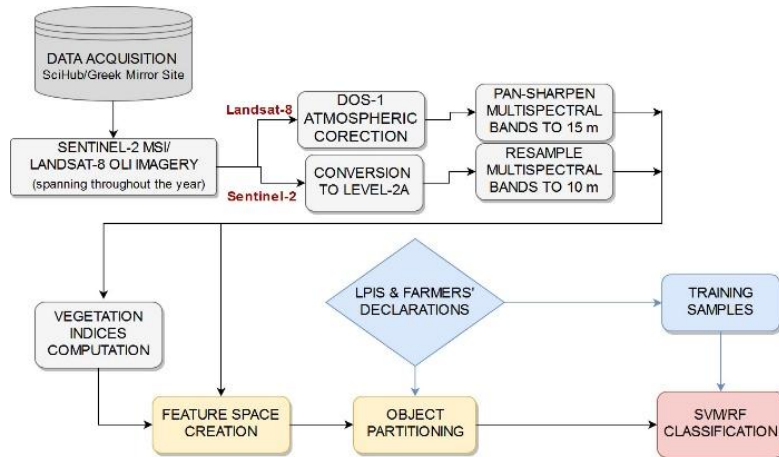 DATA ACQUISITION
SciHub/Greek Mirror Site
SENTINEL-2 MSI/
LANDSAT-8 OLI IMAGERY
(spanning throughout the year)
Landsat-8
Sentinel-2
DOS-1
ATMOSPHERIC
CORECTION
CONVERSION
TO LEVEL-2A
PAN-SHARPEN
MULTISPECTRAL
BANDS TO 15 m
RESAMPLE
MULTISPECTRAL
BANDS TO 10 m
VEGETATION
INDICES
COMPUTATION
LPIS & FARMERS'
DECLARATIONS
TRAINING
SAMPLES
FEATURE SPACE
CREATION
OBJECT
PARTITIONING
SVM/RF
CLASSIFICATION